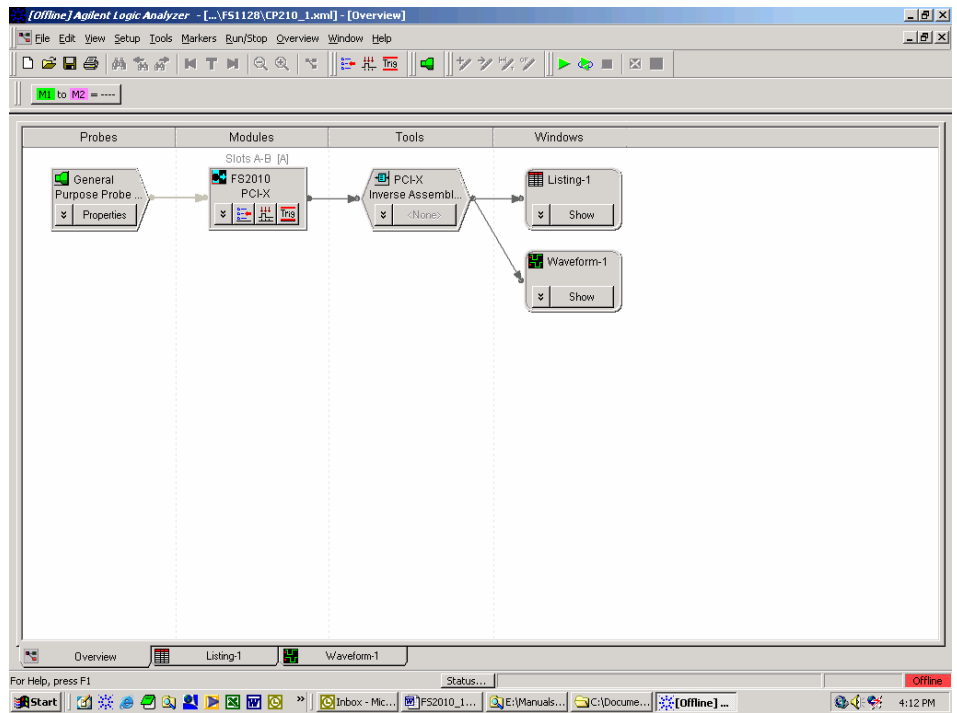 [Offline] Agilent Logic Analyzer - [...\FS1128\CP210_1.xml] - [Overview]
File Edit View Setup Tools Markers Run/Stop Overview Window Help
M1 to M2 = ----
Probes Modules Tools Windows
Slots A-B [A]
General
Purpose Probe ...
Properties
FS2010
PCI-X
Trig
PCI-X
Inverse Assembl...
<None>
Listing-1
Show
Waveform-1
Show
Overview Listing-1 Waveform-1
For Help, press F1 Status... Offline
Start Inbox - Mic... FS2010_1... E:\Manuals... C:\Docume... [Offline] ... 4:12 PM